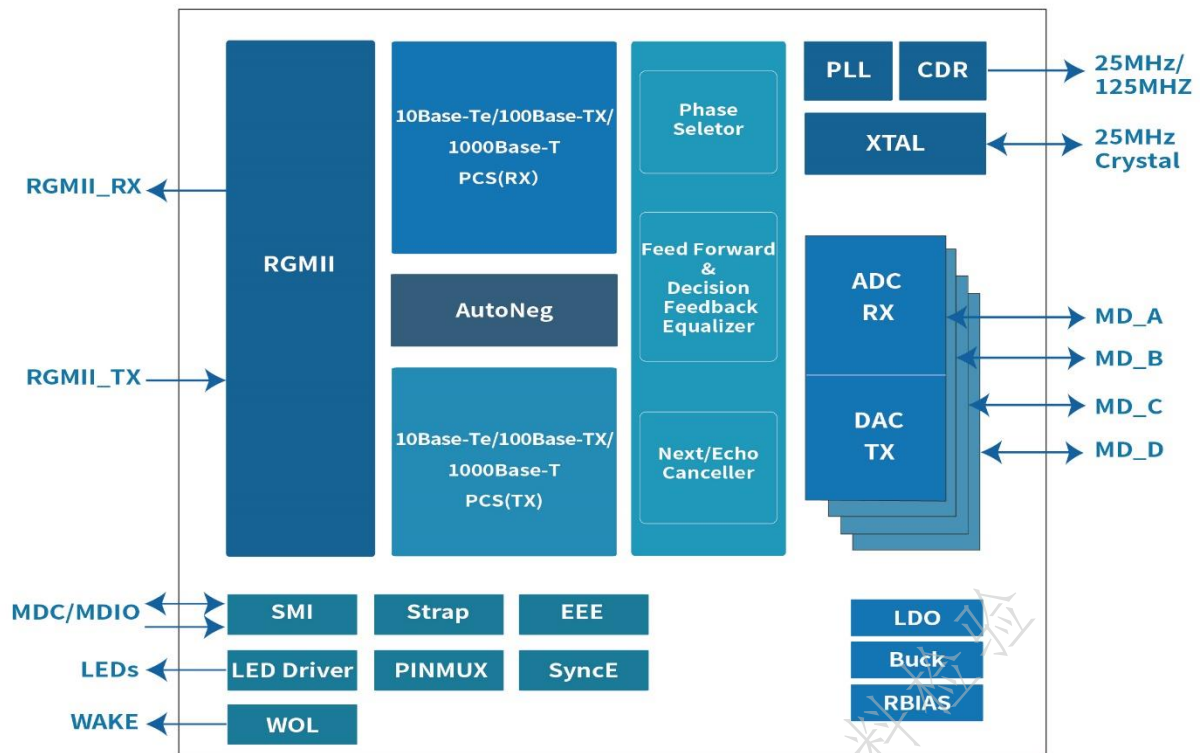 PLL
CDR
25MHz/
125MHZ
10Base-Te/100Base-TX/
1000Base-T
PCS(RX)
Phase
Seletor
XTAL
25MHz
Crystal
RGMII_RX
RGMII
Feed Forward
&
Decision
Feedback
Equalizer
ADC
RX
AutoNeg
MD_A
MD_B
RGMII_TX
MD_C
DAC
TX
MD_D
10Base-Te/100Base-TX/
1000Base-T
PCS(TX)
Next/Echo
Canceller
MDC/MDIO
SMI
Strap
EEE
LDO
LEDs
LED Driver
PINMUX
SyncE
Buck
WAKE
WOL
RBIAS
料检验